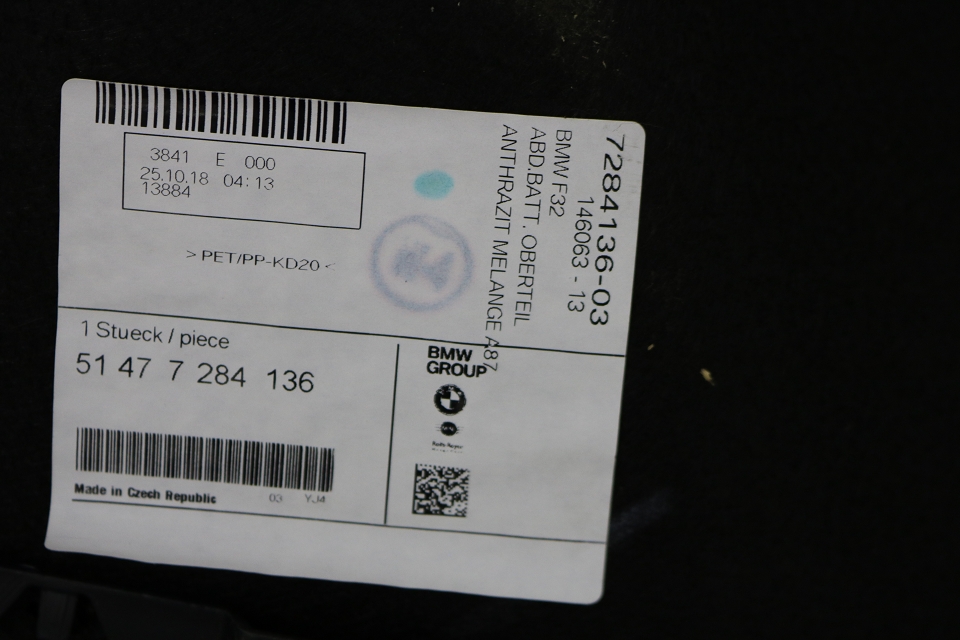 3841 E 000
25.10.18 04:13
13884
>PET/PP-KD20<
7284136-03
146063 - 13
BMW F32
ABD.BATT. OBERTEIL
ANTHRAZIT MELANGE A87
1 Stueck / piece
51 47 7 284 136
Made in Czech Republic 03 YJ4
BMW
GROUP